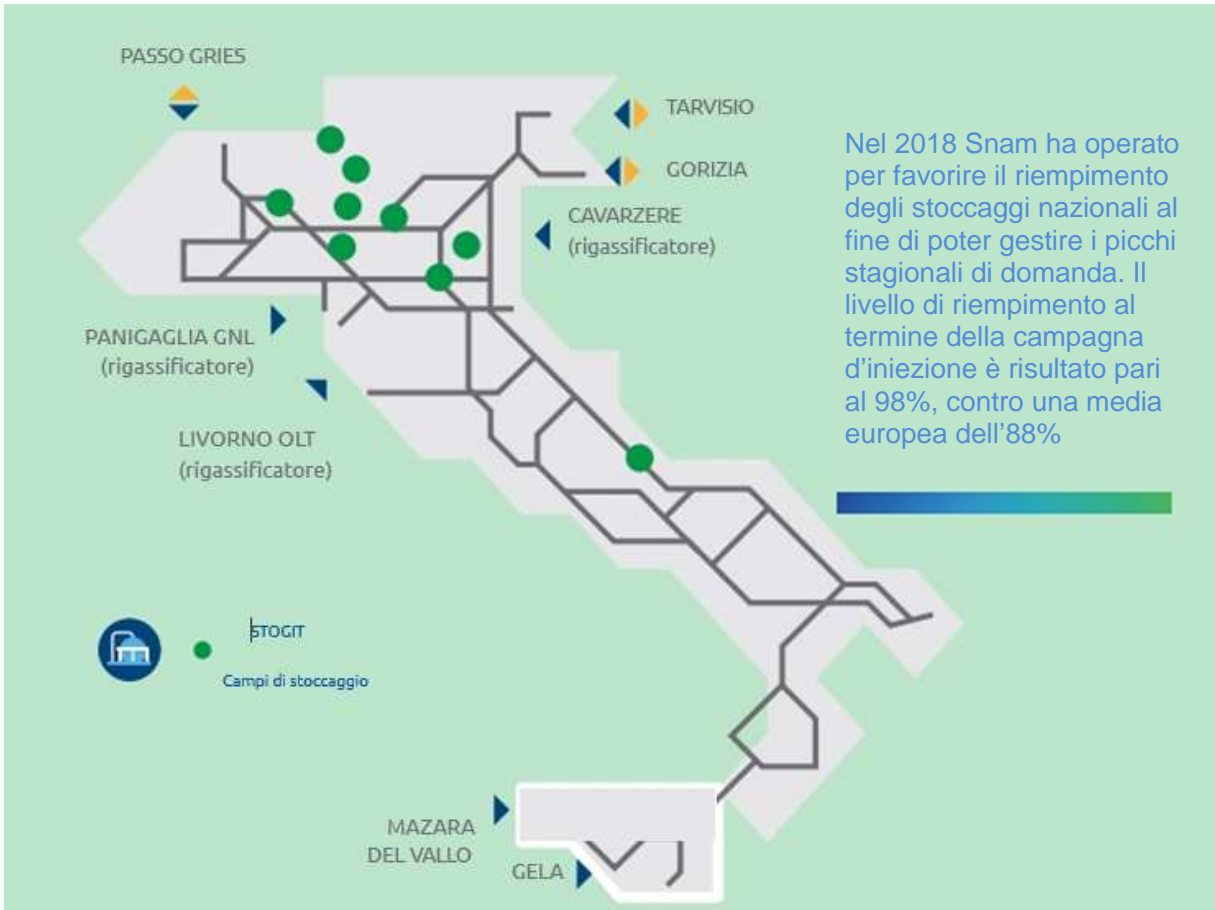 PASSO GRIES
TARVISIO
GORIZIA
CAVARZERE
(rigassificatore)
PANIGAGLIA GNL
(rigassificatore)
LIVORNO OLT
(rigassificatore)
Nel 2018 Snam ha operato
per favorire il riempimento
degli stoccaggi nazionali al
fine di poter gestire i picchi
stagionali di domanda. Il
livello di riempimento al
termine della campagna
d’iniezione è risultato pari
al 98%, contro una media
europea dell’88%
STOGIT
Campi di stoccaggio
MAZARA
DEL VALLO
GELA